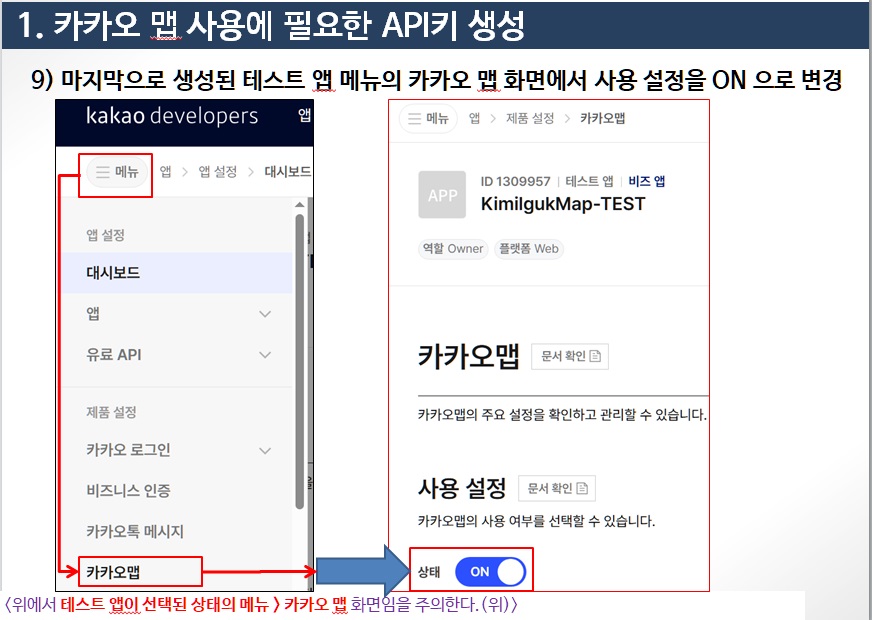 1. 카카오 맵 사용에 필요한 API키 생성
9) 마지막으로 생성된 테스트 앱 메뉴의 카카오 맵 화면에서 사용 설정을 ON 으로 변경
kakao developers 앱
메뉴 앱 > 앱 설정 > 대시보드
앱 설정
대시보드
앱
유료 API
제품 설정
카카오 로그인
비즈니스 인증
카카오톡 메시지
카카오맵
메뉴 앱 > 제품 설정 > 카카오맵
APP
ID 1309957 | 테스트 앱 | 비즈 앱
KimilgukMap-TEST
역할 Owner 플랫폼 Web
카카오맵 문서 확인
카카오맵의 주요 설정을 확인하고 관리할 수 있습니다.
사용 설정 문서 확인
카카오맵의 사용 여부를 선택할 수 있습니다.
상태 ON
<위에서 테스트 앱이 선택된 상태의 메뉴 > 카카오 맵 화면임을 주의한다.(위)>